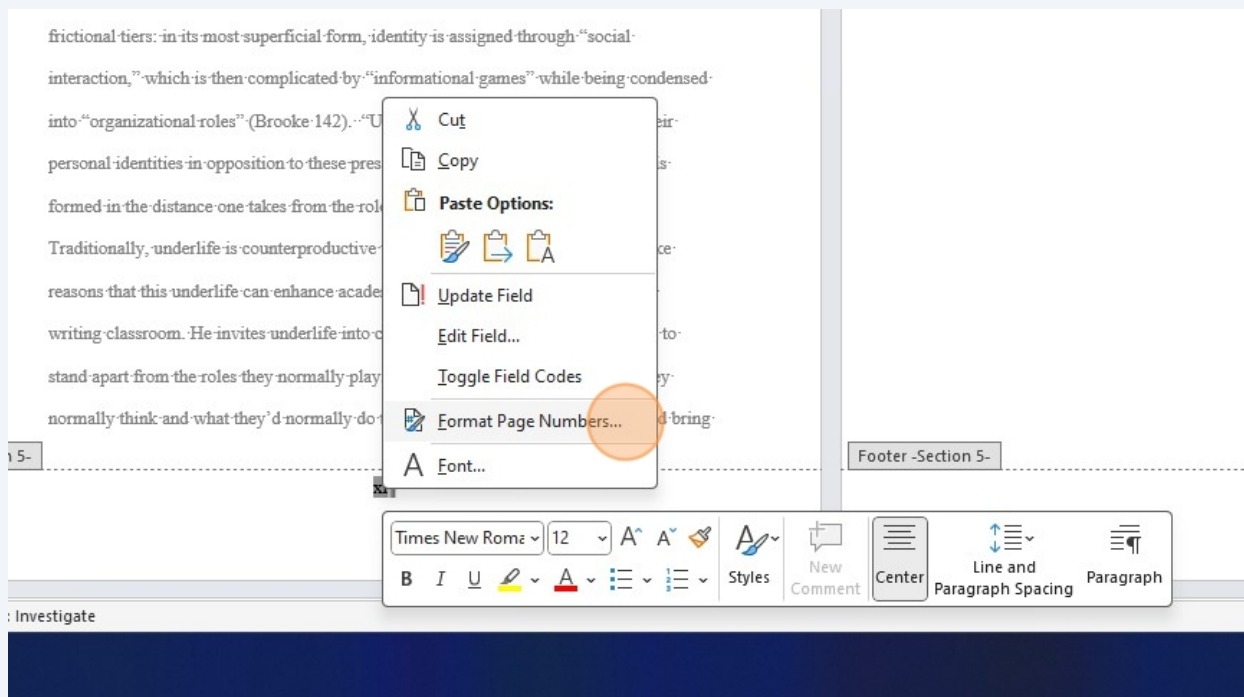 frictional tiers: in its most superficial form, identity is assigned through “social
interaction,” which is then complicated by “informational games” while being condensed
into “organizational roles” (Brooke 142). “U
eir
personal identities in opposition to these pres
is
formed in the distance one takes from the role
Traditionally, underlife is counterproductive
ke
reasons that this underlife can enhance acade
writing classroom. He invites underlife into c
to
stand apart from the roles they normally play
ey
normally think and what they’d normally do t
d bring
Cut
Copy
Paste Options:
Update Field
Edit Field...
Toggle Field Codes
Format Page Numbers...
Font...
n 5-
Footer -Section 5-
xi
Times New Roma
12
B I U
Styles
New
Comment
Center
Line and
Paragraph Spacing
Paragraph
: Investigate